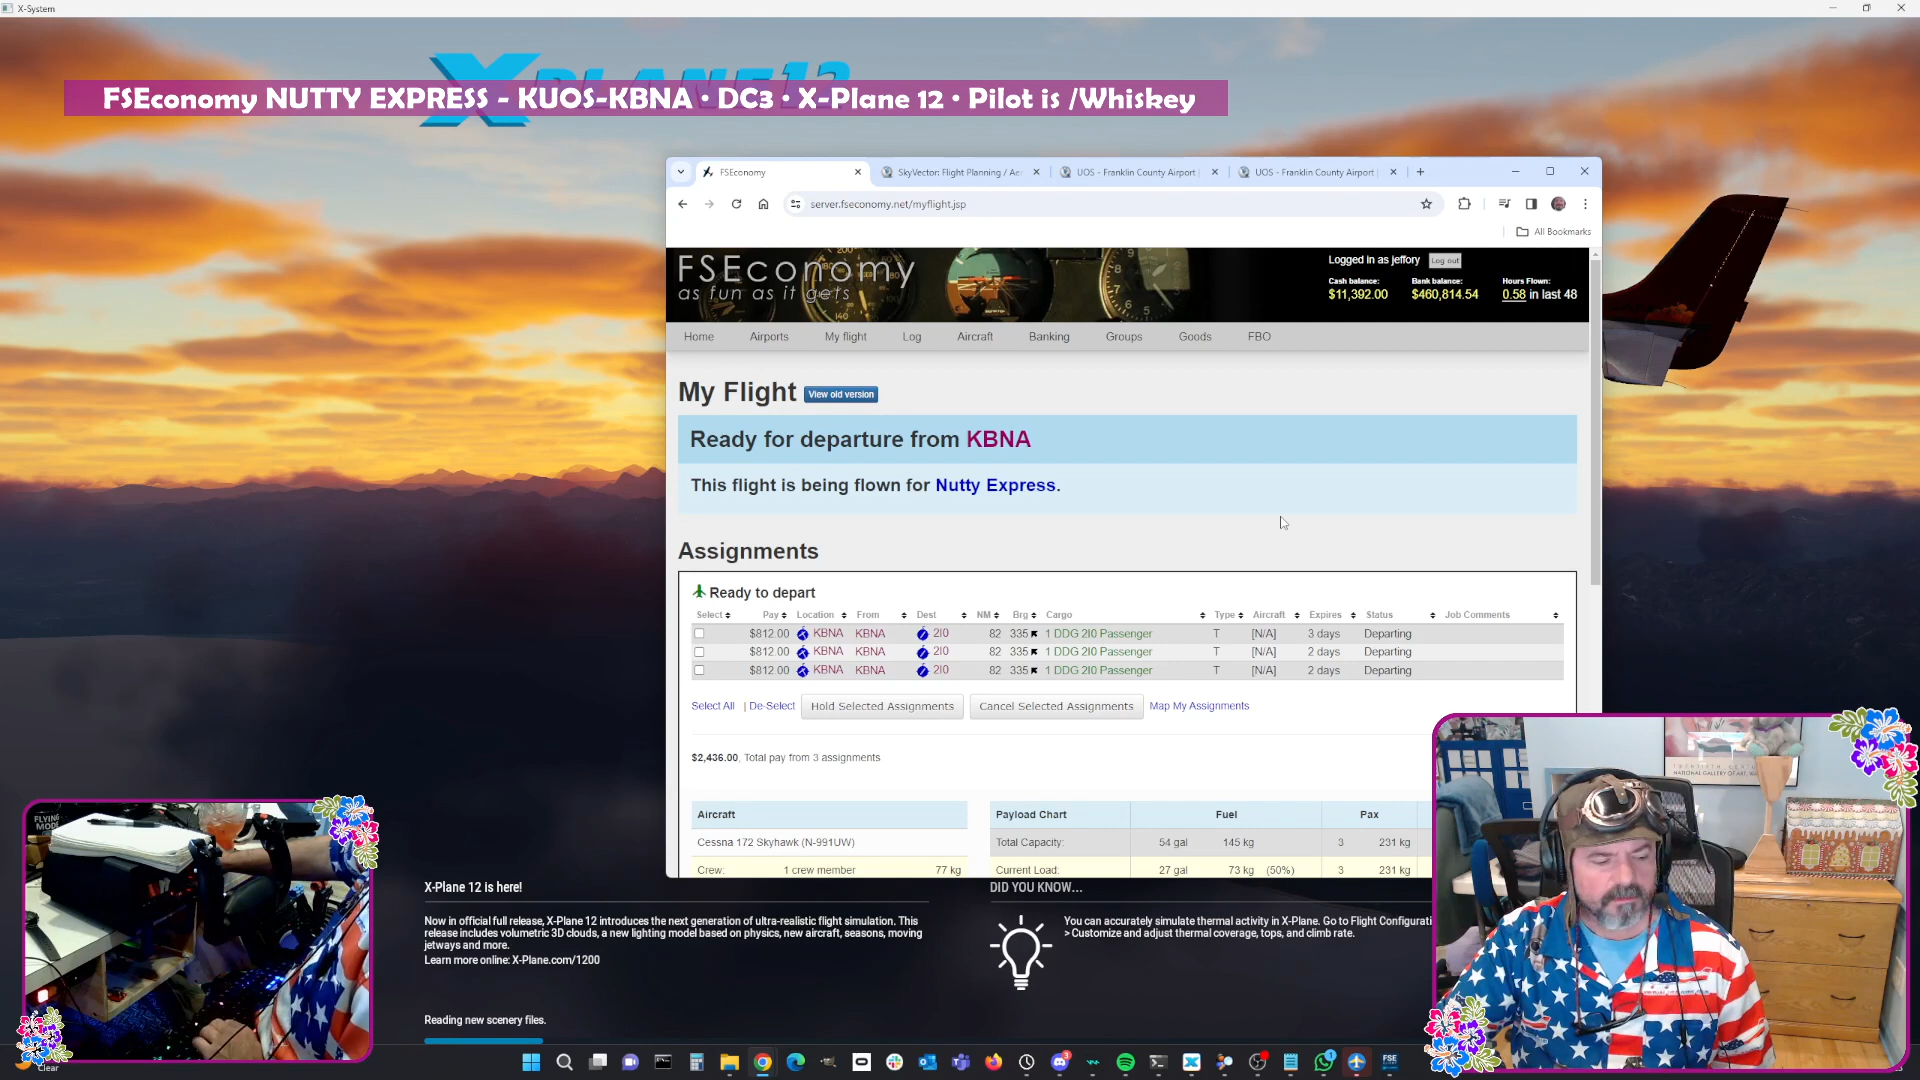 X-System
FSEconomy NUTTY EXPRESS - KUOS-KBNA • DC3 • X-Plane 12 • Pilot is /Whiskey
FSEconomy
SkyVector: Flight Planning / Ae
UOS - Franklin County Airport
UOS - Franklin County Airport
server.fseconomy.net/myflight.jsp
All Bookmarks
FSEconomy
as fun as it gets
Logged in as jeffory Log out
Cash balance: Bank balance: Hours Flown:
$11,392.00 $460,814.54 0.58 in last 48
Home Airports My flight Log Aircraft Banking Groups Goods FBO
My Flight View old version
Ready for departure from KBNA
This flight is being flown for Nutty Express.
Assignments
Ready to depart
Select Pay Location From Dest NM Brg Cargo Type Aircraft Expires Status Job Comments
$812.00 KBNA KBNA 2I0 82 335 1 DDG 2I0 Passenger T [N/A] 3 days Departing
$812.00 KBNA KBNA 2I0 82 335 1 DDG 2I0 Passenger T [N/A] 2 days Departing
$812.00 KBNA KBNA 2I0 82 335 1 DDG 2I0 Passenger T [N/A] 2 days Departing
Select All | De-Select Hold Selected Assignments Cancel Selected Assignments Map My Assignments
$2,436.00, Total pay from 3 assignments
Aircraft Payload Chart Fuel Pax
Cessna 172 Skyhawk (N-991UW) Total Capacity: 54 gal 145 kg 3 231 kg
Crew: 1 crew member 77 kg Current Load: 27 gal 73 kg (50%) 3 231 kg
X-Plane 12 is here!
Now in official full release, X-Plane 12 introduces the next generation of ultra-realistic flight simulation. This
release includes volumetric 3D clouds, a new lighting model based on physics, new aircraft, seasons, moving
jetways and more.
Learn more online: X-Plane.com/1200
DID YOU KNOW...
You can accurately simulate thermal activity in X-Plane. Go to Flight Configurati
> Customize and adjust thermal coverage, tops, and climb rate.
Reading new scenery files.
FLYING
MODE
NATIONAL GALLERY OF ART, WA
Clear
FSE